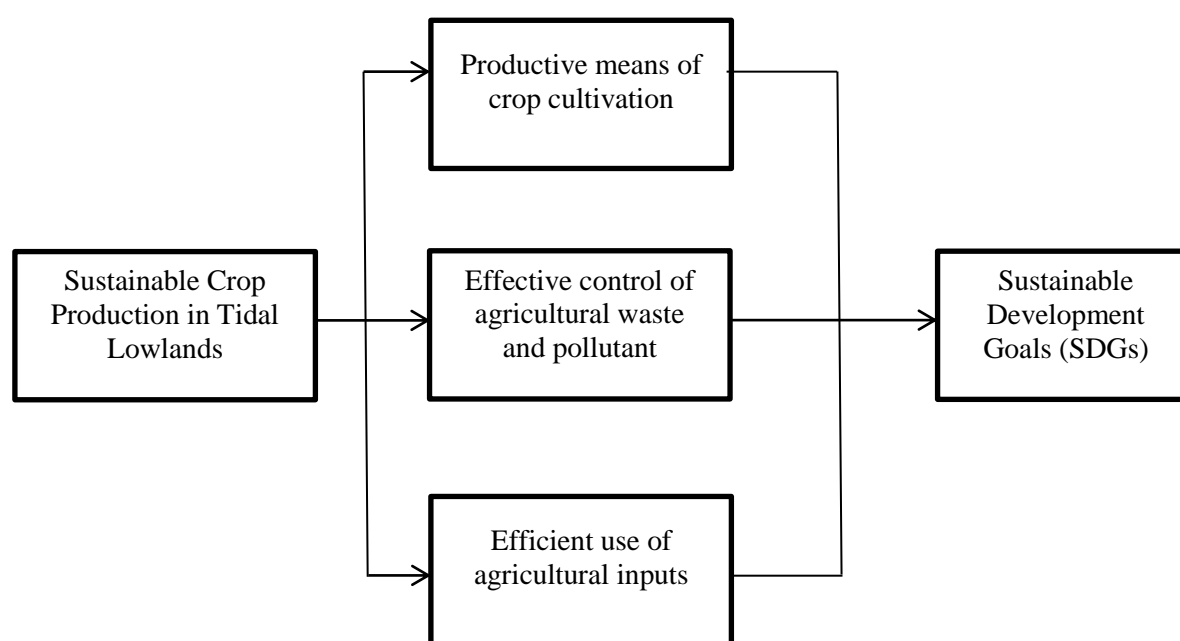 Productive means of
crop cultivation
Sustainable Crop
Production in Tidal
Lowlands
Effective control of
agricultural waste
and pollutant
Sustainable
Development
Goals (SDGs)
Efficient use of
agricultural inputs